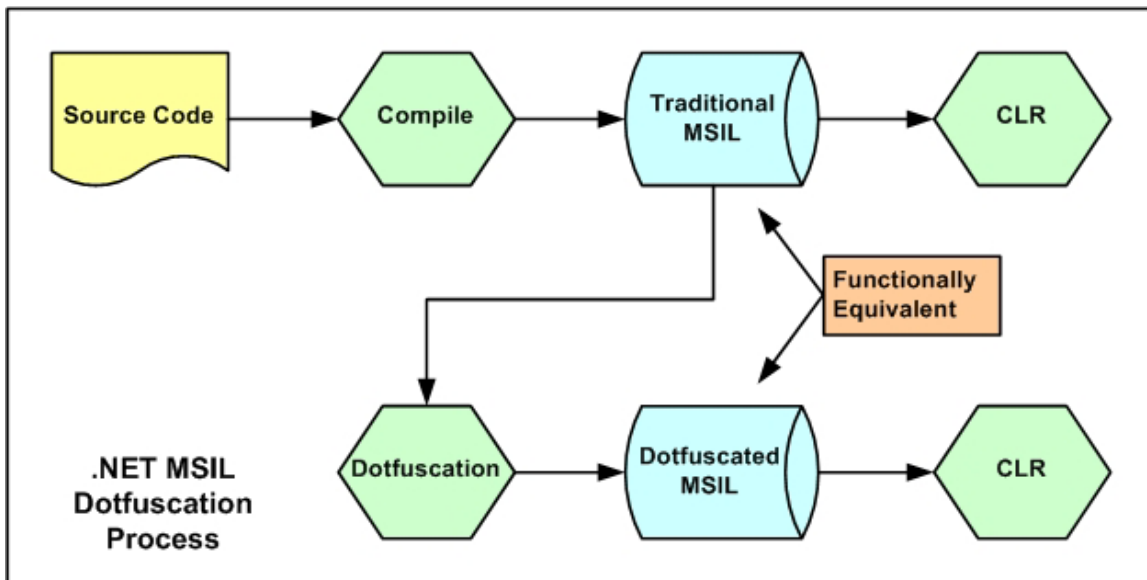 Source Code
Compile
Traditional
MSIL
CLR
Functionally
Equivalent
Dotfuscation
Dotfuscated
MSIL
CLR
.NET MSIL
Dotfuscation
Process